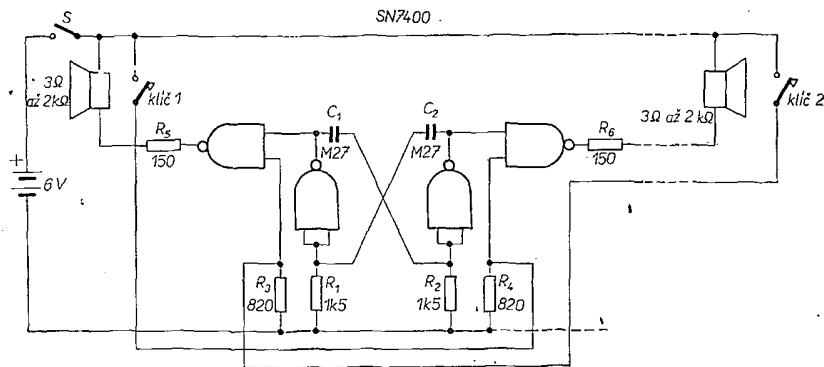 SN7400
S
3Ω
až 2kΩ
klíč 1
R5
150
C1
M27
C2
M27
R6
150
3Ω až 2 kΩ
klíč 2
+
6V
R3
820
R1
1k5
R2
1k5
R4
820